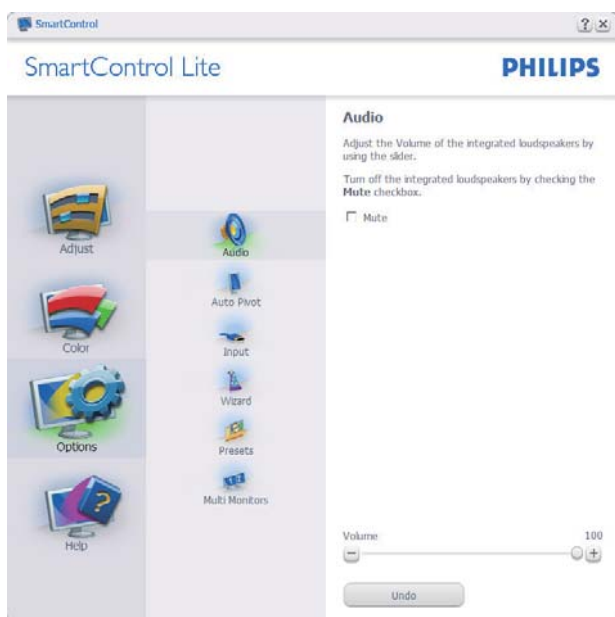 SmartControl
SmartControl Lite
PHILIPS
Adjust
Color
Options
Help
Audio
Auto Pivot
Input
Wizard
Presets
Multi Monitors
Audio
Adjust the Volume of the integrated loudspeakers by
using the slider.
Turn off the integrated loudspeakers by checking the
Mute checkbox.
Mute
Volume 100
Undo